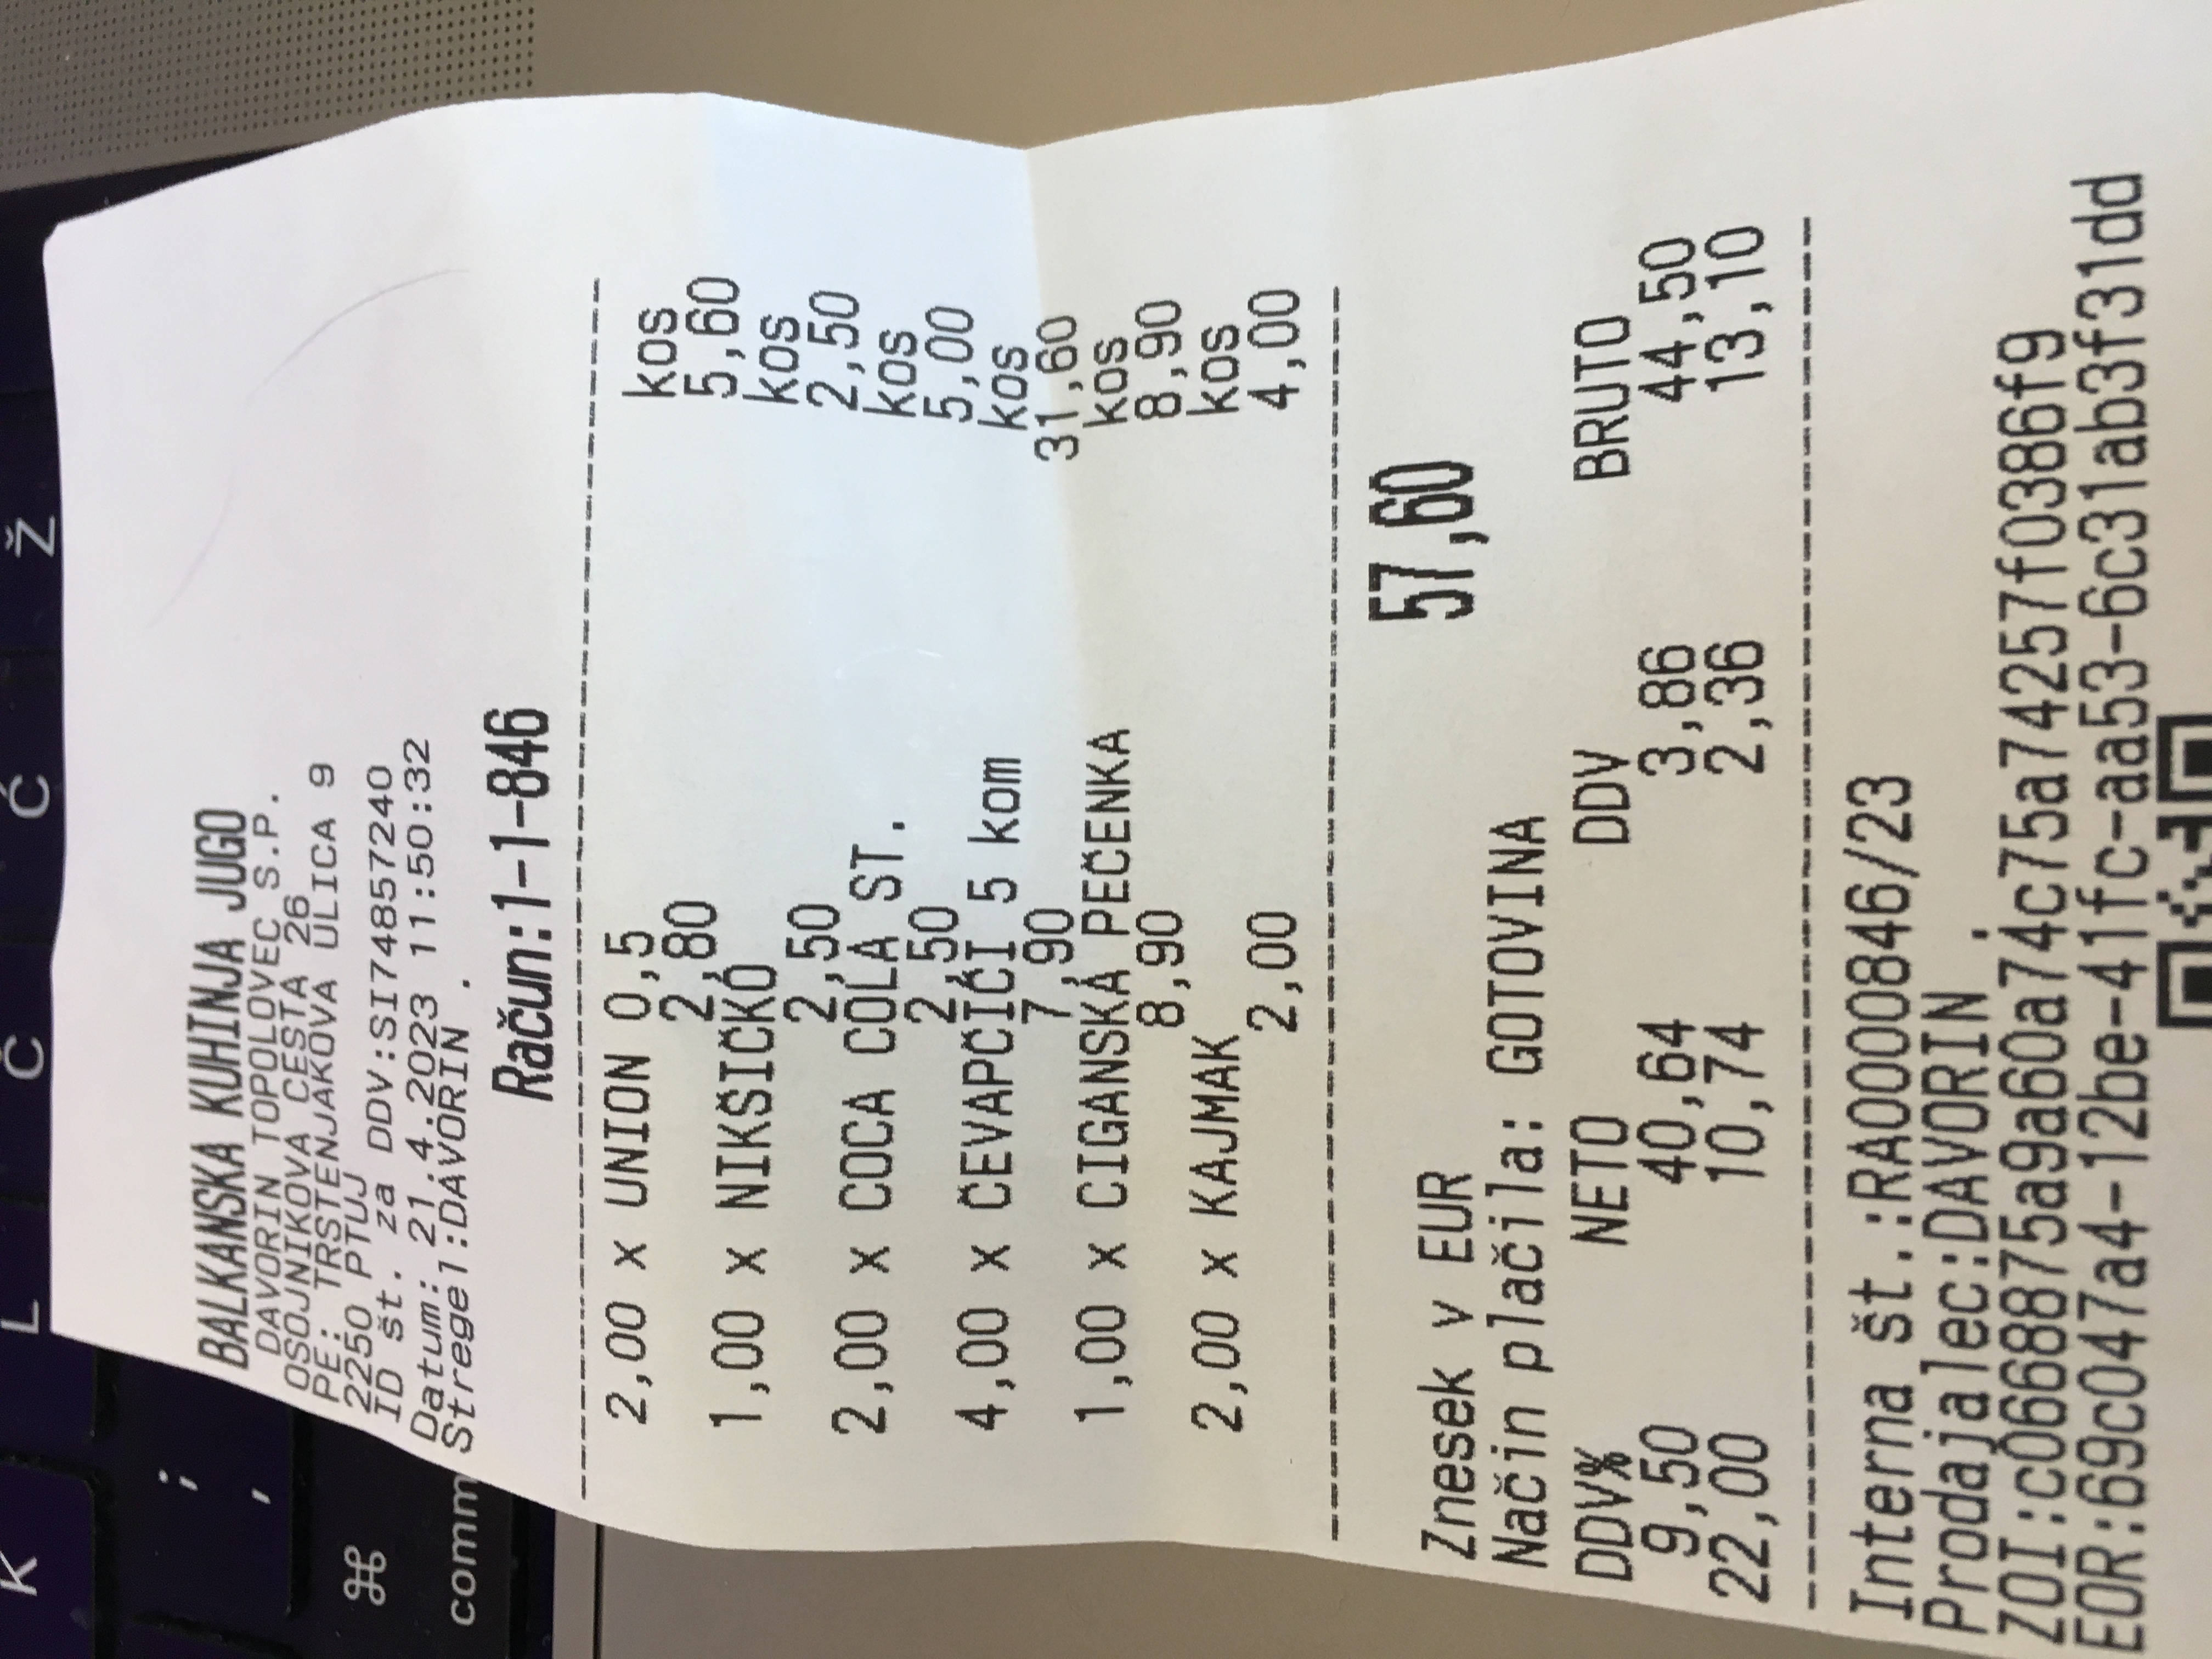 K L Č Ć Ž
;
,
⌘
comm
BALKANSKA KUHINJA JUGO
DAVORIN TOPOLOVEC S.P.
OSOJNIKOVA CESTA 26
PE: TRSTENJAKOVA ULICA 9
2250 PTUJ
ID št. za DDV:SI74857240
Datum: 21.4.2023 11:50:32
Stregel:DAVORIN .
Račun:1-1-846
2,00 x UNION 0,5 kos
2,80 5,60
1,00 x NIKŠIČKO kos
2,50 2,50
2,00 x COCA COLA ST. kos
2,50 5,00
4,00 x ČEVAPČIČI 5 kom kos
7,90 31,60
1,00 x CIGANSKA PEČENKA kos
8,90 8,90
2,00 x KAJMAK kos
2,00 4,00
Znesek v EUR 57,60
Način plačila: GOTOVINA
DDV% NETO DDV BRUTO
9,50 40,64 3,86 44,50
22,00 10,74 2,36 13,10
Interna št.:RA0000846/23
Prodajalec:DAVORIN .
ZOI:c0668875a9a60a74c75a74257f0386f9
EOR:69c047a4-12be-41fc-aa53-6c31ab3f31dd